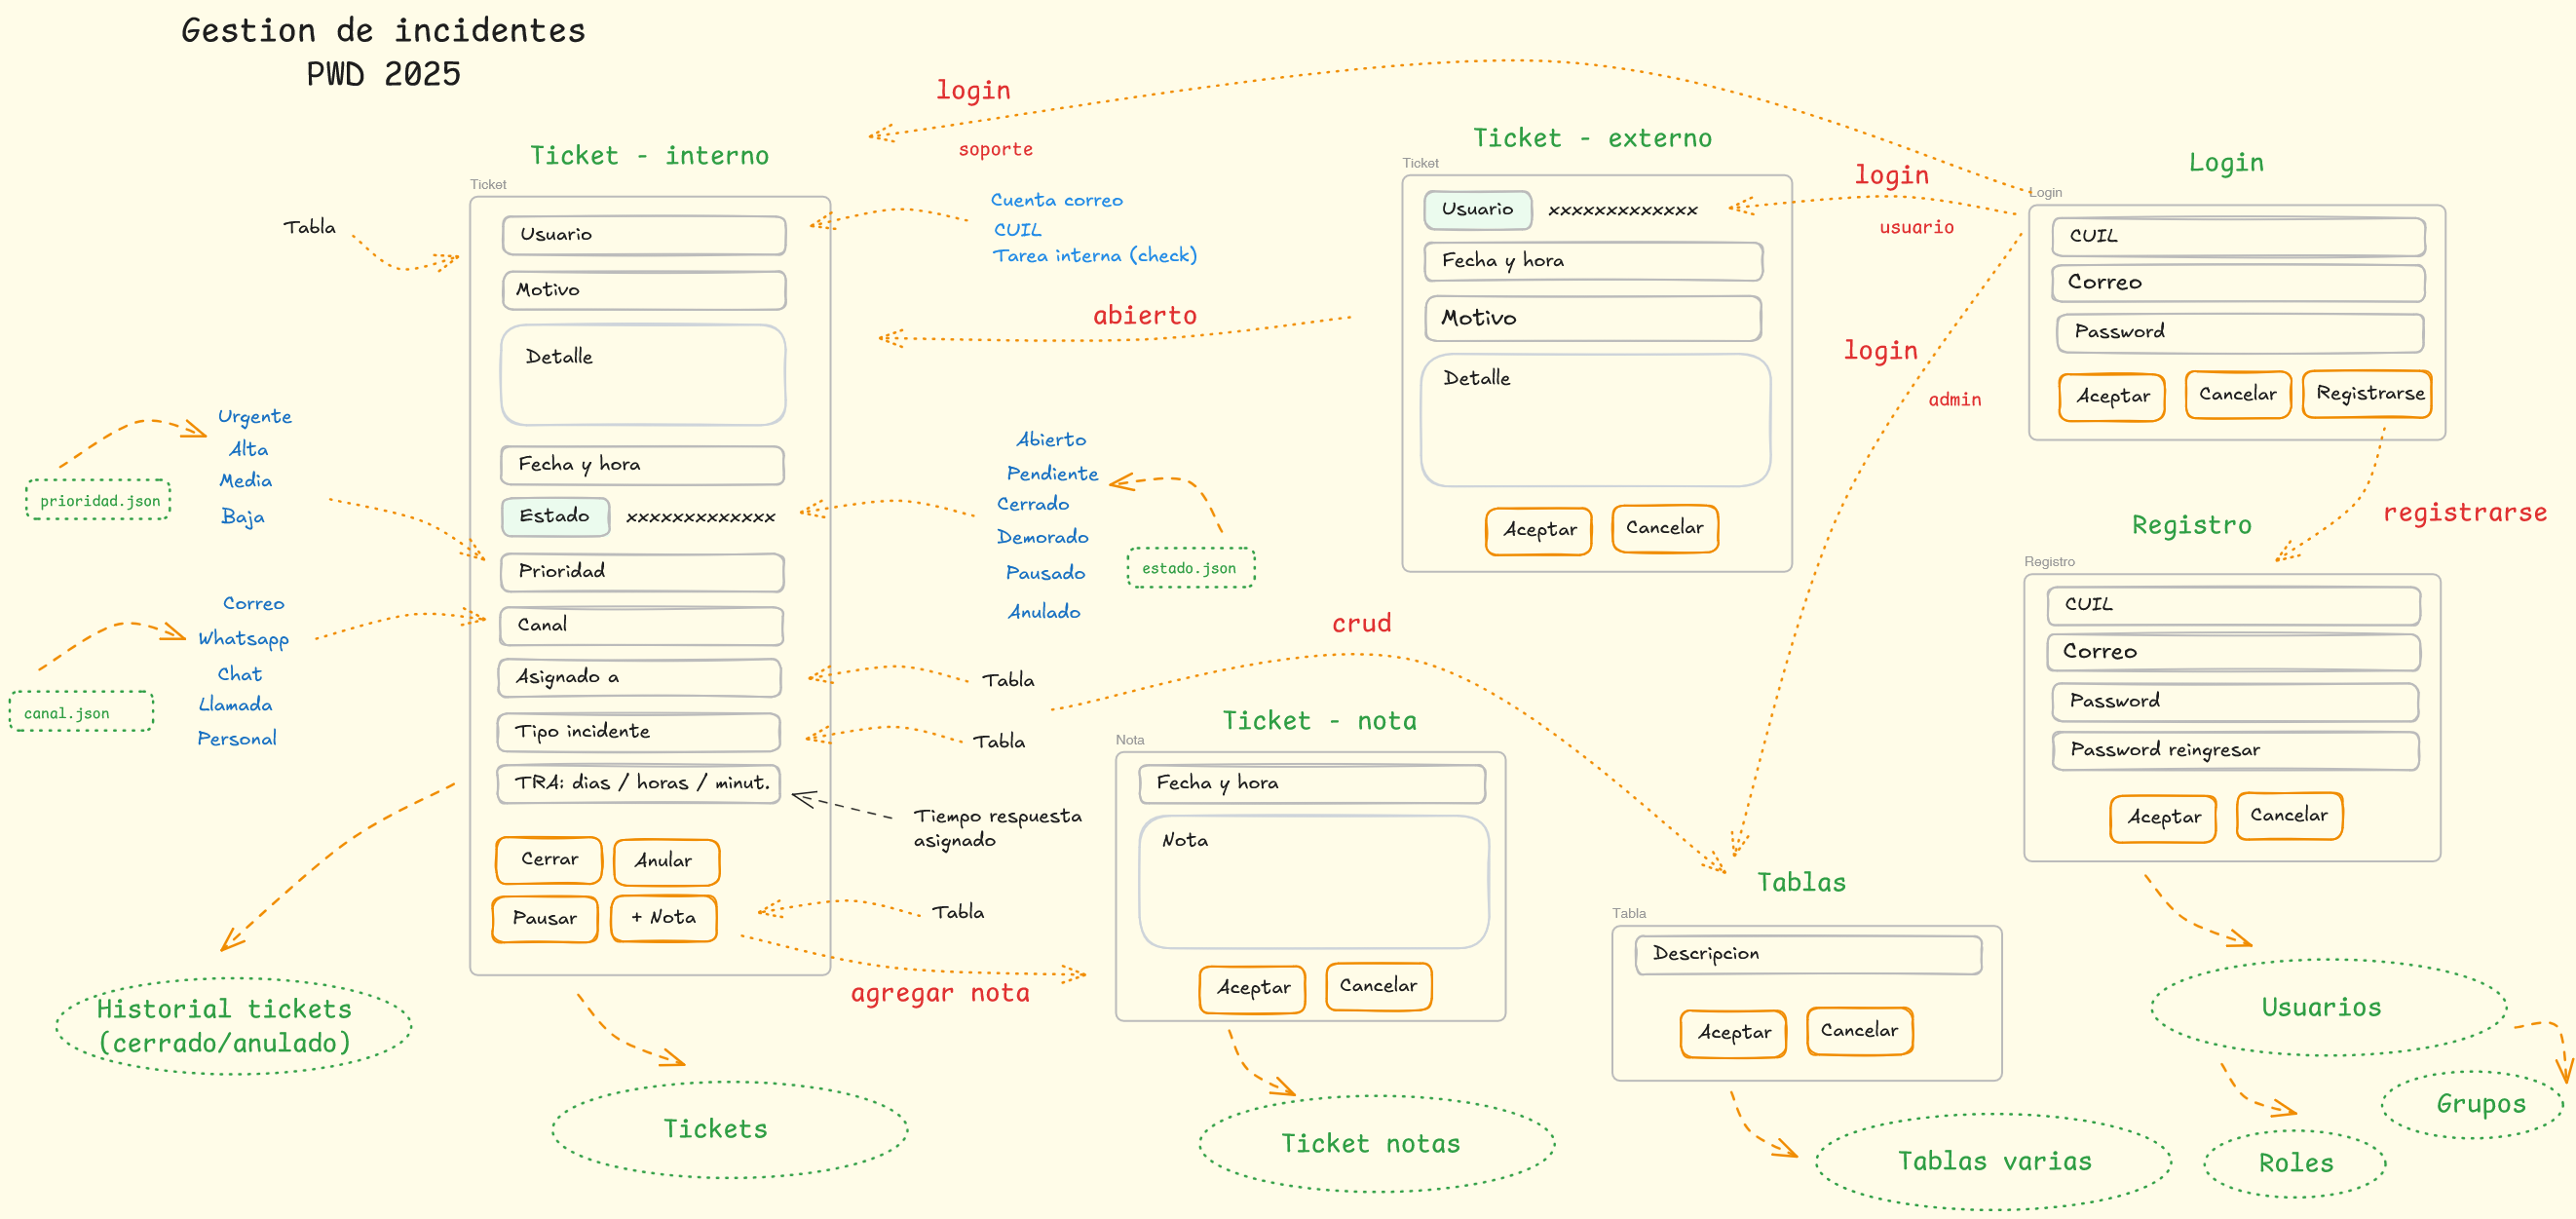 Gestion de incidentes
PWD 2025
Ticket - interno
Ticket
Tabla
Usuario
Motivo
Detalle
Fecha y hora
Estado xxxxxxxxxxxxx
Prioridad
Canal
Asignado a
Tipo incidente
TRA: dias / horas / minut.
Cerrar
Anular
Pausar
+ Nota
Urgente
Alta
Media
Baja
prioridad.json
Correo
Whatsapp
Chat
Llamada
Personal
canal.json
Historial tickets
(cerrado/anulado)
Tickets
login
soporte
Cuenta correo
CUIL
Tarea interna (check)
abierto
Abierto
Pendiente
Cerrado
Demorado
Pausado
Anulado
estado.json
Tabla
Tabla
Tiempo respuesta
asignado
Tabla
agregar nota
crud
Ticket - externo
Ticket
Usuario xxxxxxxxxxxxx
Fecha y hora
Motivo
Detalle
Aceptar
Cancelar
Ticket - nota
Nota
Fecha y hora
Nota
Aceptar
Cancelar
Ticket notas
login
usuario
login
admin
Login
Login
CUIL
Correo
Password
Aceptar
Cancelar
Registrarse
registrarse
Registro
Registro
CUIL
Correo
Password
Password reingresar
Aceptar
Cancelar
Tablas
Tabla
Descripcion
Aceptar
Cancelar
Tablas varias
Usuarios
Grupos
Roles